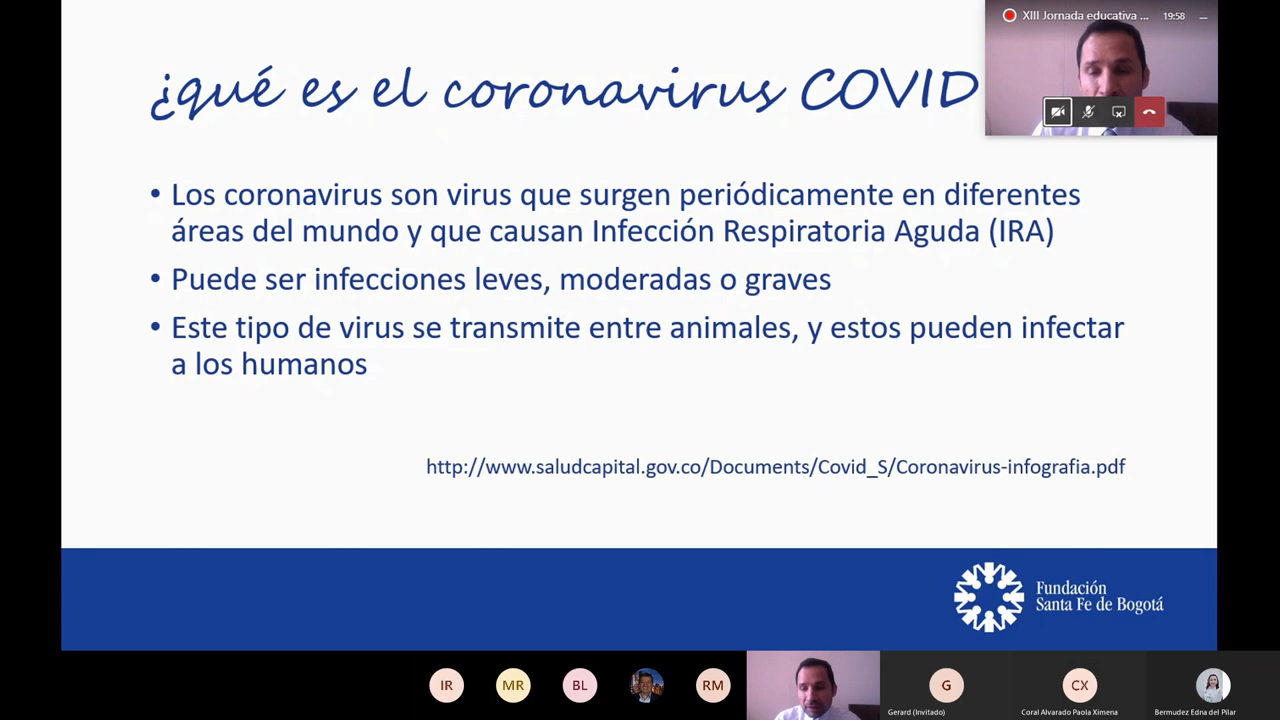 XIII Jornada educativa ...
19:58
¿qué es el coronavirus COVID
• Los coronavirus son virus que surgen periódicamente en diferentes
áreas del mundo y que causan Infección Respiratoria Aguda (IRA)
• Puede ser infecciones leves, moderadas o graves
• Este tipo de virus se transmite entre animales, y estos pueden infectar
a los humanos
http://www.saludcapital.gov.co/Documents/Covid_S/Coronavirus-infografia.pdf
Fundación
Santa Fe de Bogotá
IR
MR
BL
RM
G
CX
Gerard (Invitado)
Coral Alvarado Paola Ximena
Bermudez Edna del Pilar